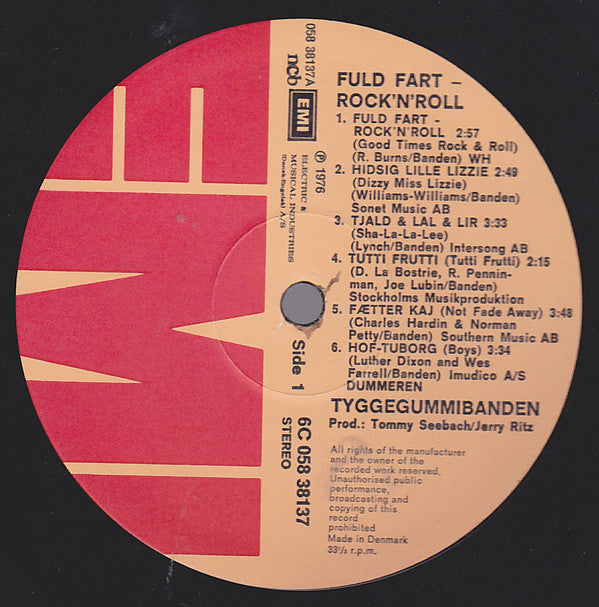 FULD FART –
ROCK'N'ROLL
1. FULD FART -
ROCK'N'ROLL 2:57
(Good Times Rock & Roll)
(R. Burns/Banden) WH
2. HIDSIG LILLE LIZZIE 2:49
(Dizzy Miss Lizzie)
(Williams-Williams/Banden)
Sonet Music AB
3. TJALD & LAL & LIR 3:33
(Sha-La-La-Lee)
(Lynch/Banden) Intersong AB
4. TUTTI FRUTTI (Tutti Frutti) 2:15
(D. La Bostrie, R. Pennin-
man, Joe Lubin/Banden)
Stockholms Musikproduktion
5. FÆTTER KAJ (Not Fade Away) 3:48
(Charles Hardin & Norman
Petty/Banden) Southern Music AB
6. HOF-TUBORG (Boys) 3:34
(Luther Dixon and Wes
Farrell/Banden) Imudico A/S
DUMMEREN
TYGGEGUMMIBANDEN
Prod.: Tommy Seebach/Jerry Ritz
All rights of the manufacturer
and the owner of the
recorded work reserved.
Unauthorised public
performance,
broadcasting and
copying of this
record
prohibited
Made in Denmark
33⅓ r.p.m.
058 38137A
ncb
EMI
℗ 1976
ELECTRIC &
MUSICAL INDUSTRIES
(Dansk-Engelsk) A/S
Side 1
6C 058 38137
STEREO
EMI